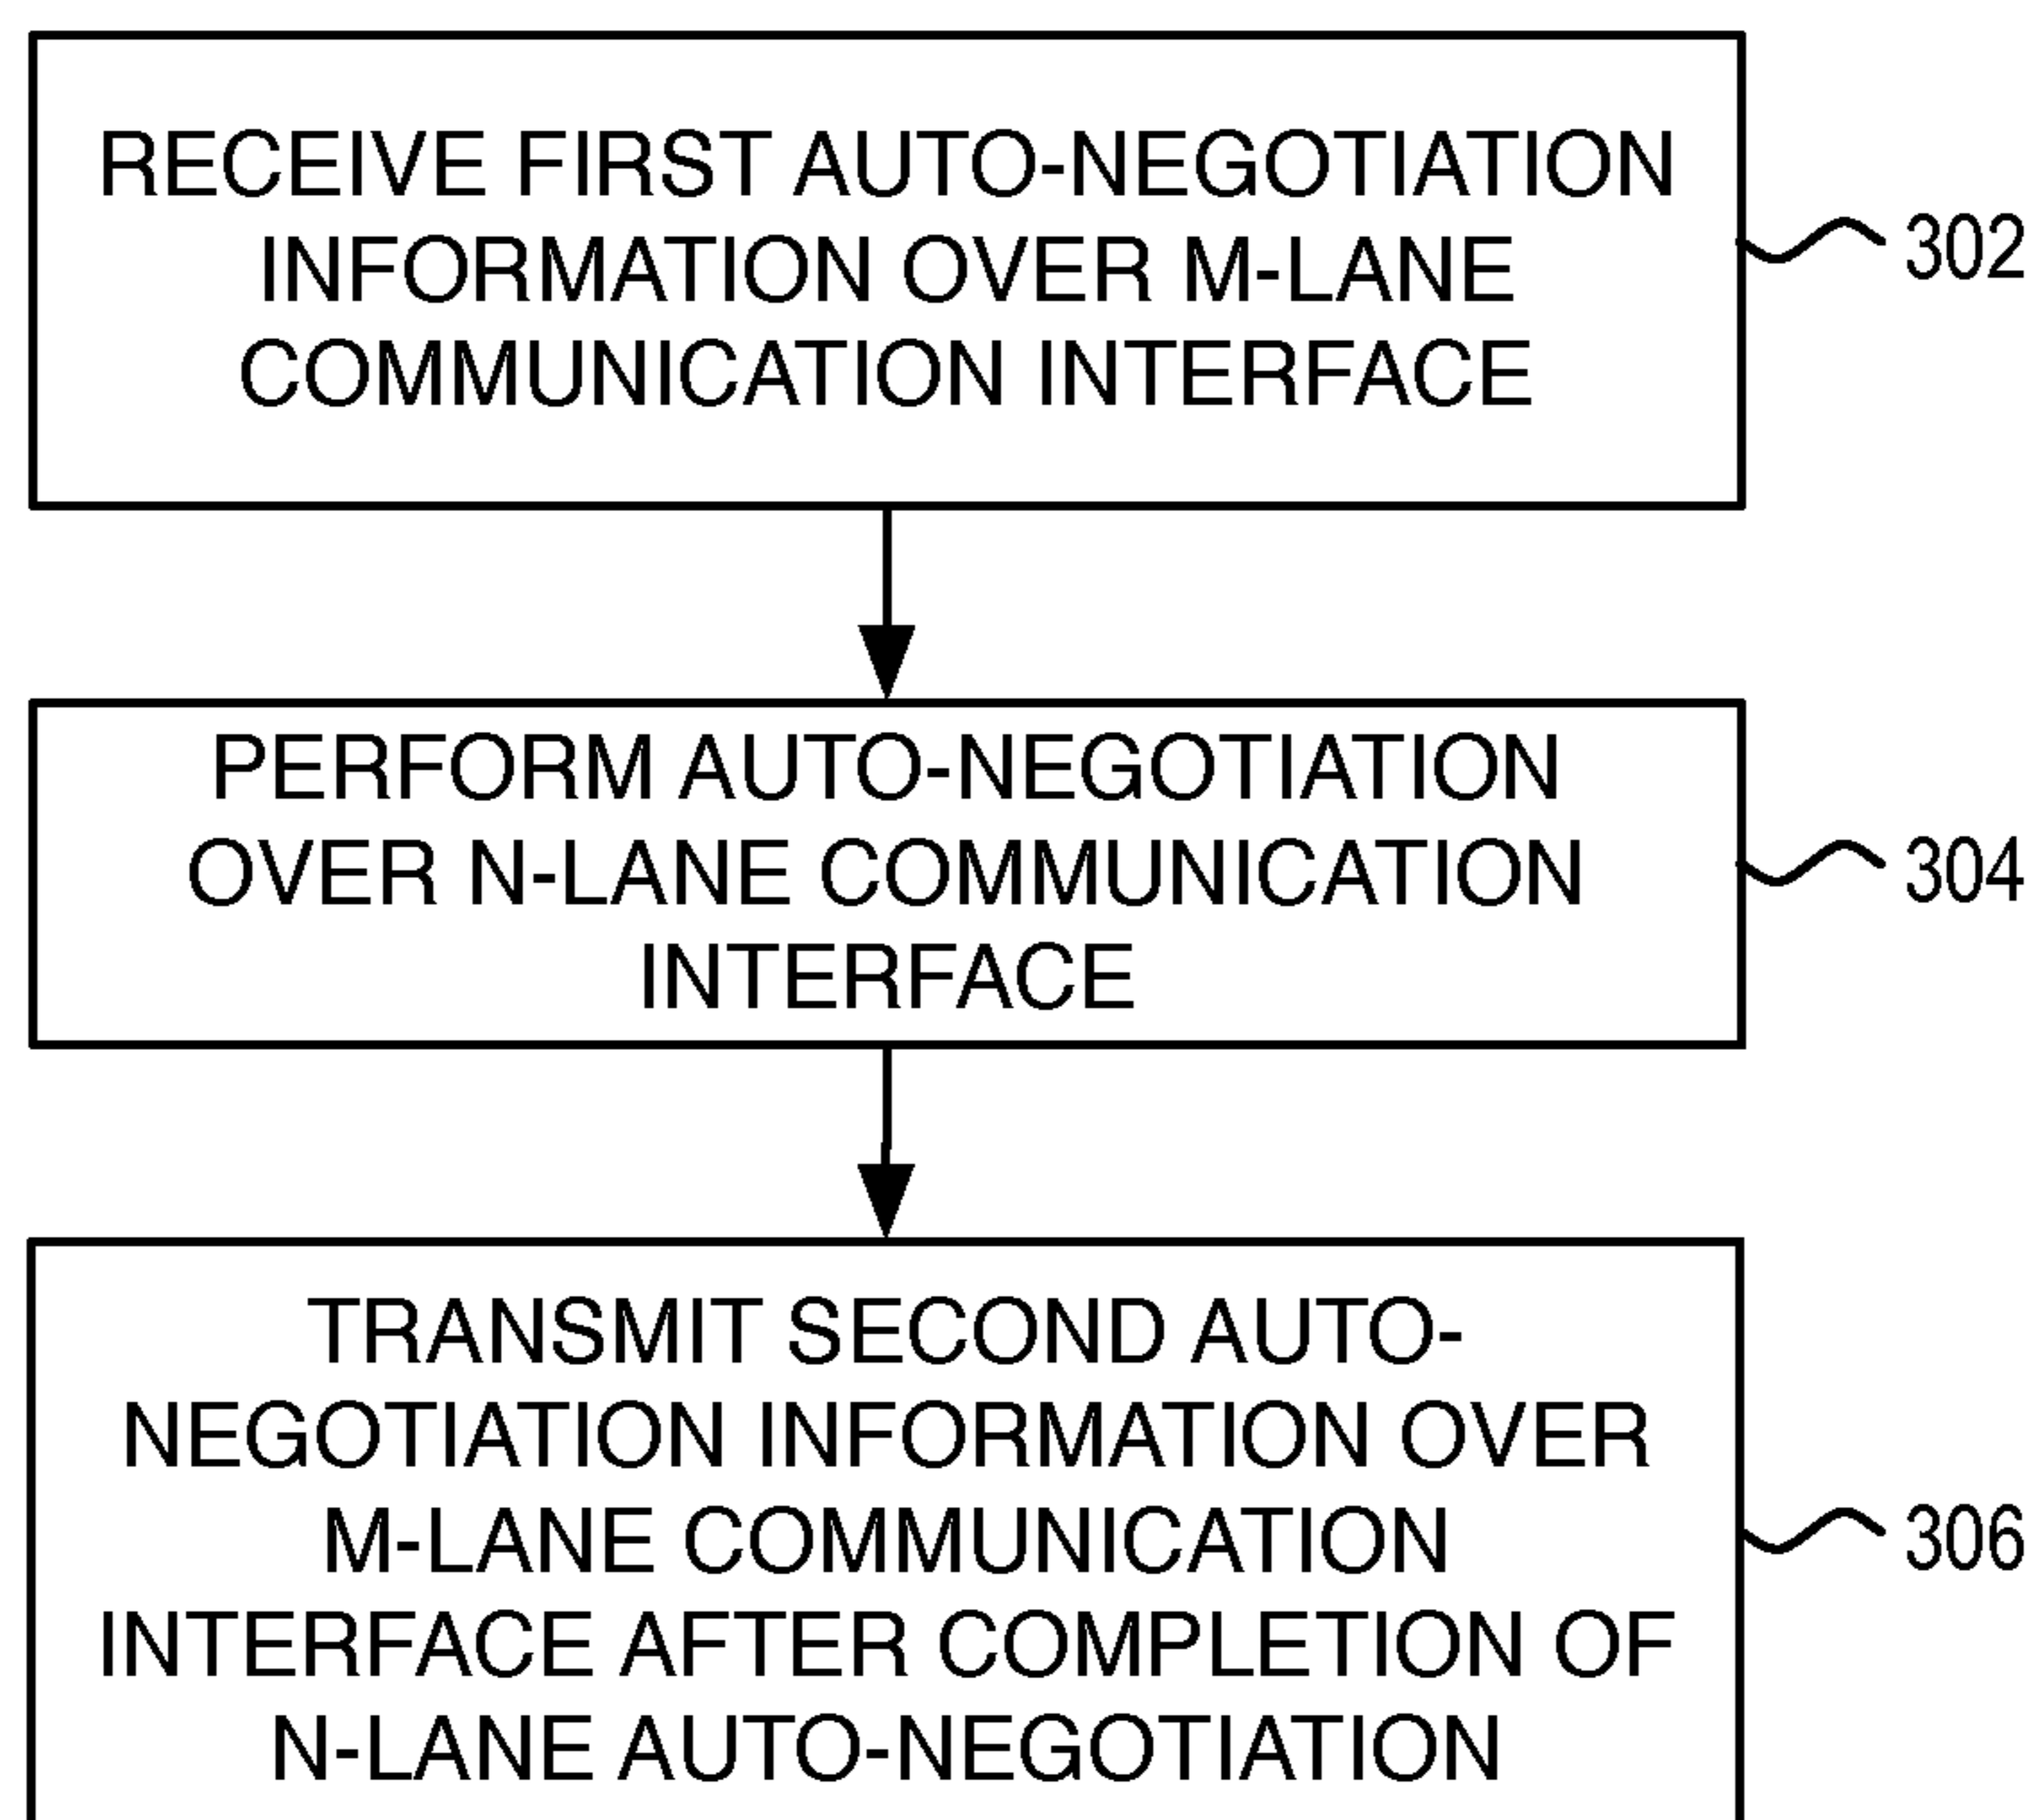 RECEIVE FIRST AUTO-NEGOTIATION
INFORMATION OVER M-LANE
COMMUNICATION INTERFACE
302
PERFORM AUTO-NEGOTIATION
OVER N-LANE COMMUNICATION
INTERFACE
304
TRANSMIT SECOND AUTO-
NEGOTIATION INFORMATION OVER
M-LANE COMMUNICATION
INTERFACE AFTER COMPLETION OF
N-LANE AUTO-NEGOTIATION
306